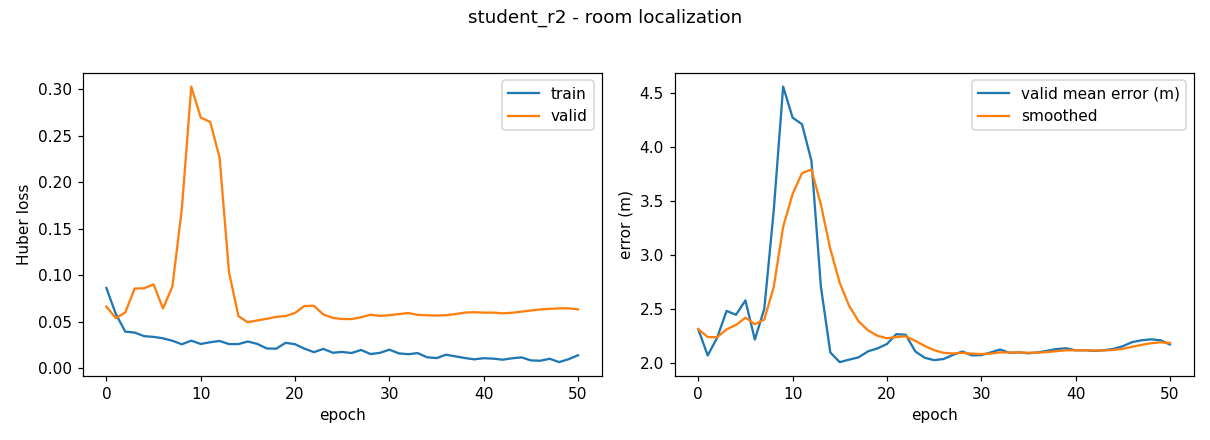 student_r2 - room localization
Huber loss
0.30
0.25
0.20
0.15
0.10
0.05
0.00
0 10 20 30 40 50
epoch
train
valid
error (m)
4.5
4.0
3.5
3.0
2.5
2.0
0 10 20 30 40 50
epoch
valid mean error (m)
smoothed